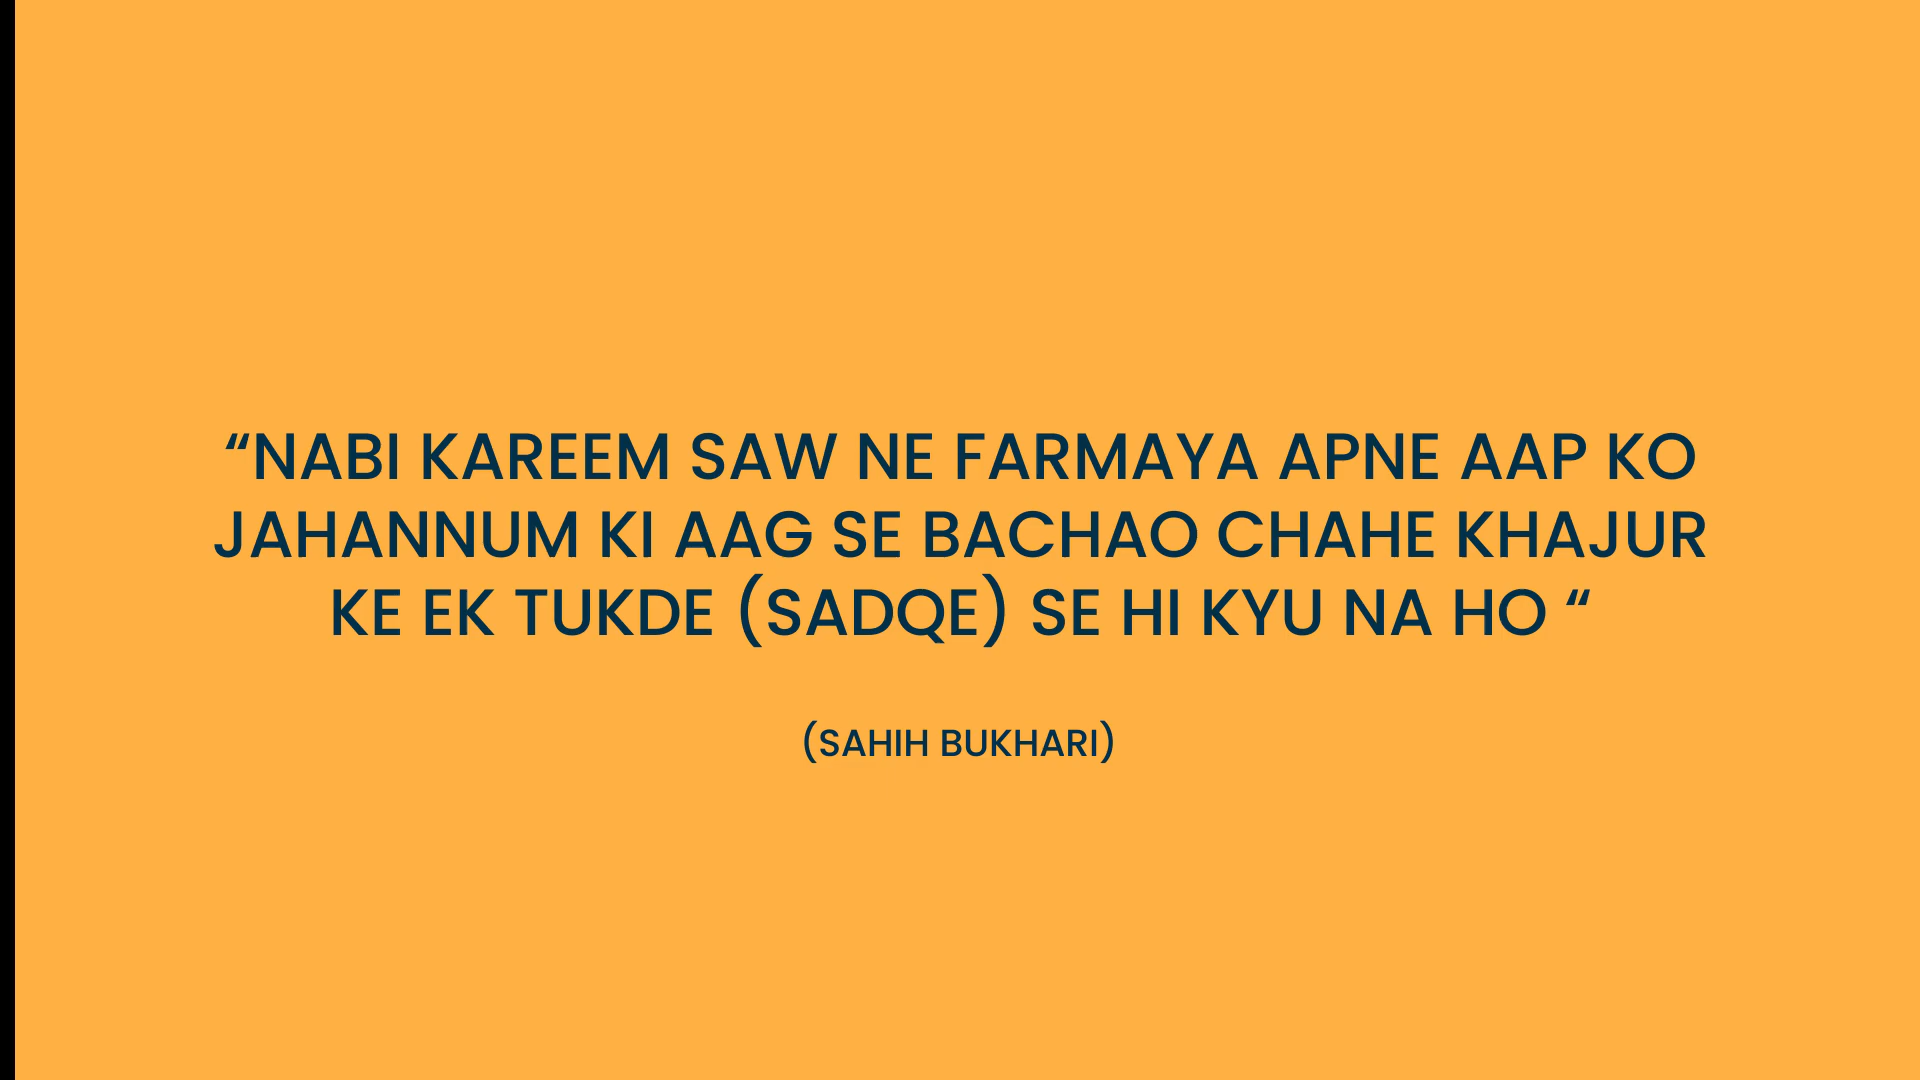 “NABI KAREEM SAW NE FARMAYA APNE AAP KO
JAHANNUM KI AAG SE BACHAO CHAHE KHAJUR
KE EK TUKDE (SADQE) SE HI KYU NA HO “
(SAHIH BUKHARI)